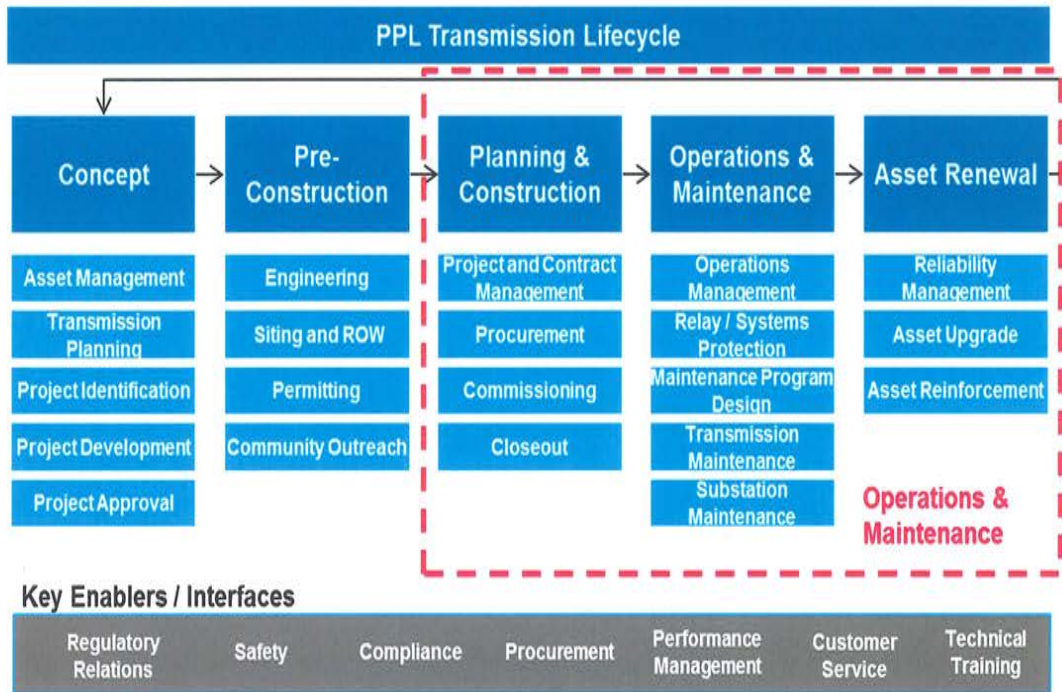 PPL Transmission Lifecycle
Concept
Pre-
Construction
Planning &
Construction
Operations &
Maintenance
Asset Renewal
Asset Management
Transmission
Planning
Project Identification
Project Development
Project Approval
Engineering
Siting and ROW
Permitting
Community Outreach
Project and Contract
Management
Procurement
Commissioning
Closeout
Operations
Management
Relay / Systems
Protection
Maintenance Program
Design
Transmission
Maintenance
Substation
Maintenance
Reliability
Management
Asset Upgrade
Asset Reinforcement
Operations &
Maintenance
Key Enablers / Interfaces
Regulatory
Relations
Safety
Compliance
Procurement
Performance
Management
Customer
Service
Technical
Training